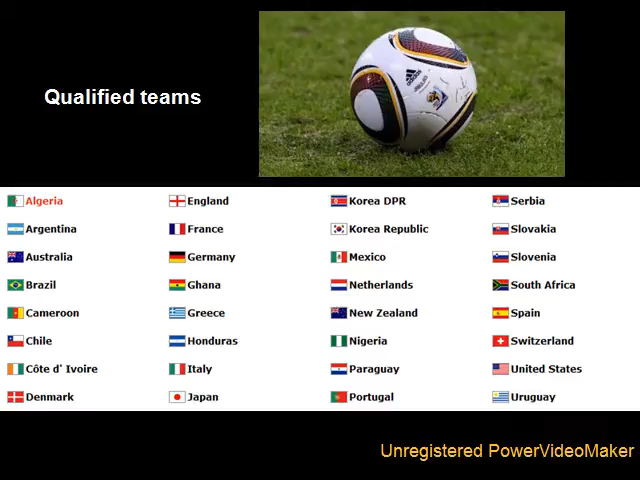 Qualified teams
adidas
Algeria England Korea DPR Serbia
Argentina France Korea Republic Slovakia
Australia Germany Mexico Slovenia
Brazil Ghana Netherlands South Africa
Cameroon Greece New Zealand Spain
Chile Honduras Nigeria Switzerland
Côte d' Ivoire Italy Paraguay United States
Denmark Japan Portugal Uruguay
Unregistered PowerVideoMaker